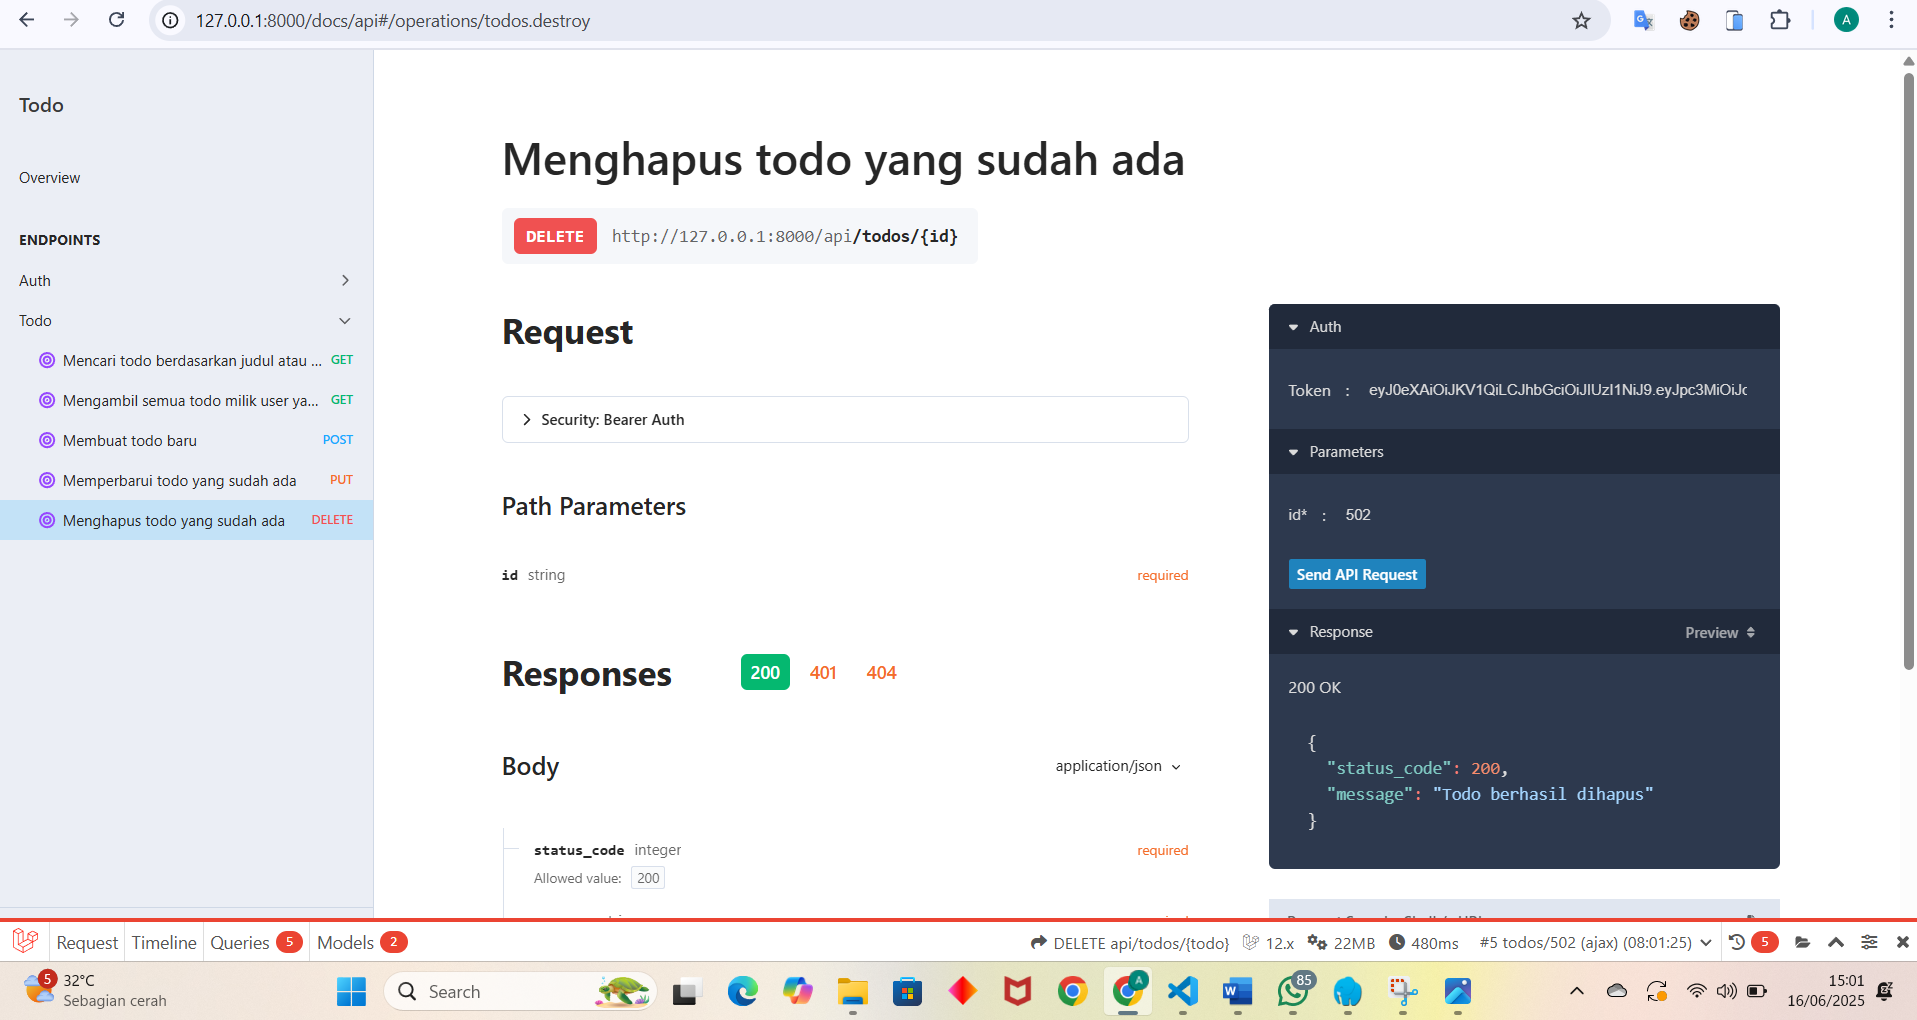 127.0.0.1:8000/docs/api#/operations/todos.destroy
A
Todo
Overview
ENDPOINTS
Auth
Todo
Mencari todo berdasarkan judul atau ... GET
Mengambil semua todo milik user ya... GET
Membuat todo baru POST
Memperbarui todo yang sudah ada PUT
Menghapus todo yang sudah ada DELETE
Menghapus todo yang sudah ada
DELETE http://127.0.0.1:8000/api/todos/{id}
Request
Security: Bearer Auth
Path Parameters
id string required
Responses 200 401 404
Body application/json
status_code integer required
Allowed value: 200
Auth
Token : eyJ0eXAiOiJKV1QiLCJhbGciOiJIUzI1NiJ9.eyJpc3MiOiJc
Parameters
id* : 502
Send API Request
Response Preview
200 OK
{
"status_code": 200,
"message": "Todo berhasil dihapus"
}
Request Timeline Queries 5 Models 2 DELETE api/todos/{todo} 12.x 22MB 480ms #5 todos/502 (ajax) (08:01:25) 5
5 32°C
Sebagian cerah
Search
A
85
15:01
16/06/2025